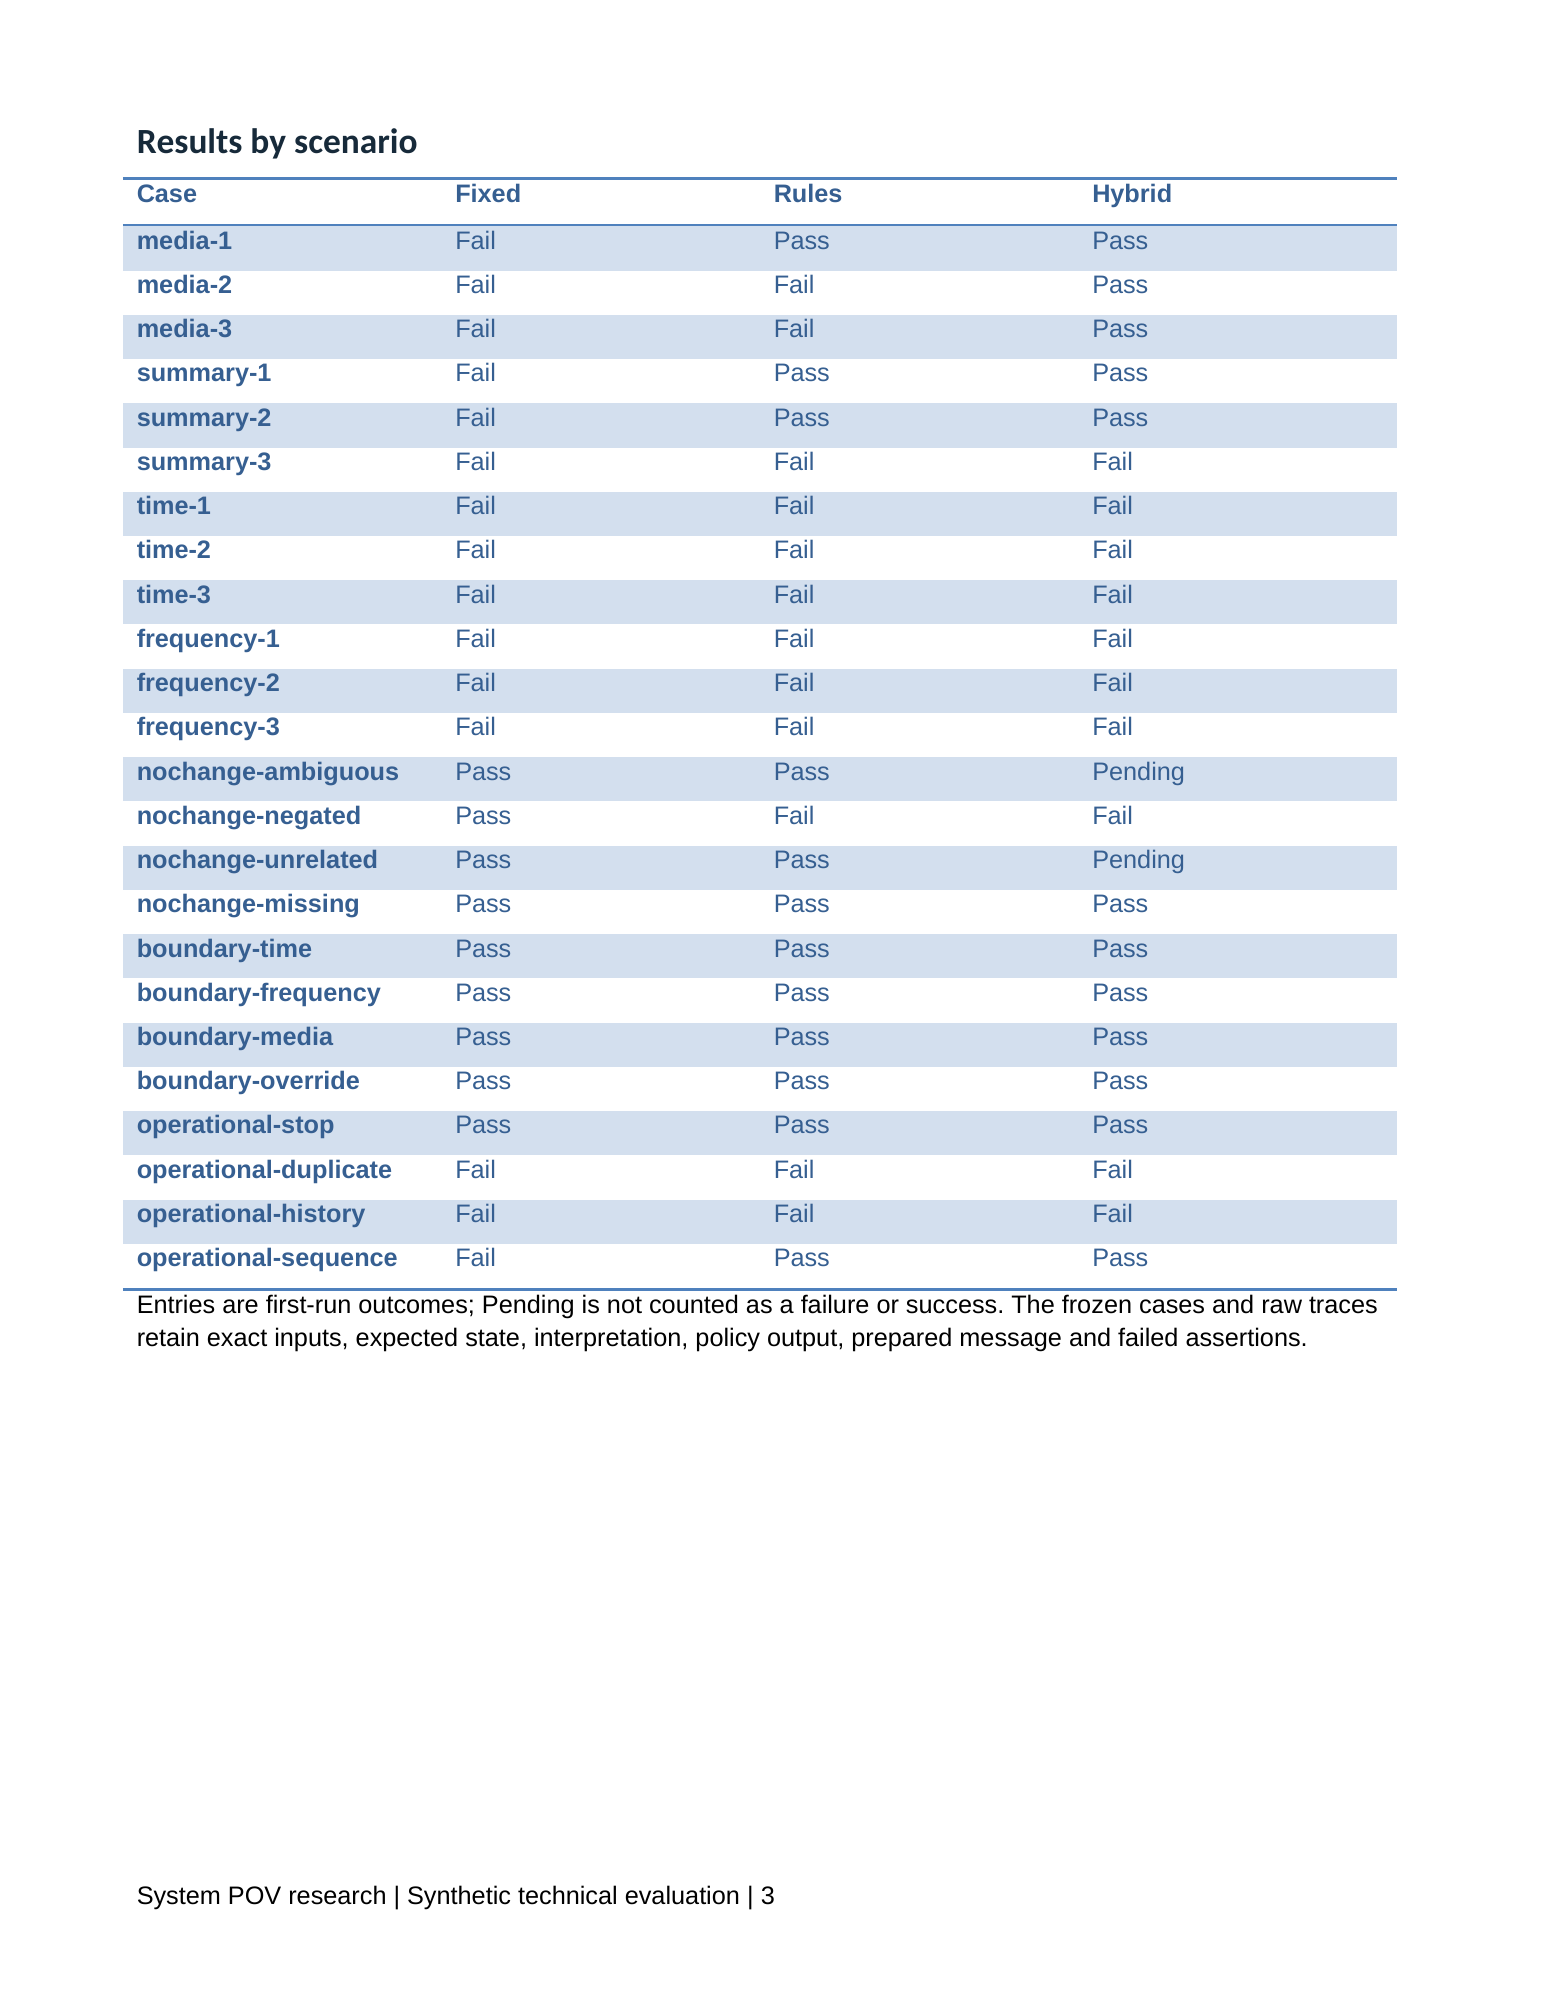 Results by scenario
Case Fixed Rules Hybrid
media-1 Fail Pass Pass
media-2 Fail Fail Pass
media-3 Fail Fail Pass
summary-1 Fail Pass Pass
summary-2 Fail Pass Pass
summary-3 Fail Fail Fail
time-1 Fail Fail Fail
time-2 Fail Fail Fail
time-3 Fail Fail Fail
frequency-1 Fail Fail Fail
frequency-2 Fail Fail Fail
frequency-3 Fail Fail Fail
nochange-ambiguous Pass Pass Pending
nochange-negated Pass Fail Fail
nochange-unrelated Pass Pass Pending
nochange-missing Pass Pass Pass
boundary-time Pass Pass Pass
boundary-frequency Pass Pass Pass
boundary-media Pass Pass Pass
boundary-override Pass Pass Pass
operational-stop Pass Pass Pass
operational-duplicate Fail Fail Fail
operational-history Fail Fail Fail
operational-sequence Fail Pass Pass
Entries are first-run outcomes; Pending is not counted as a failure or success. The frozen cases and raw traces
retain exact inputs, expected state, interpretation, policy output, prepared message and failed assertions.
System POV research | Synthetic technical evaluation | 3